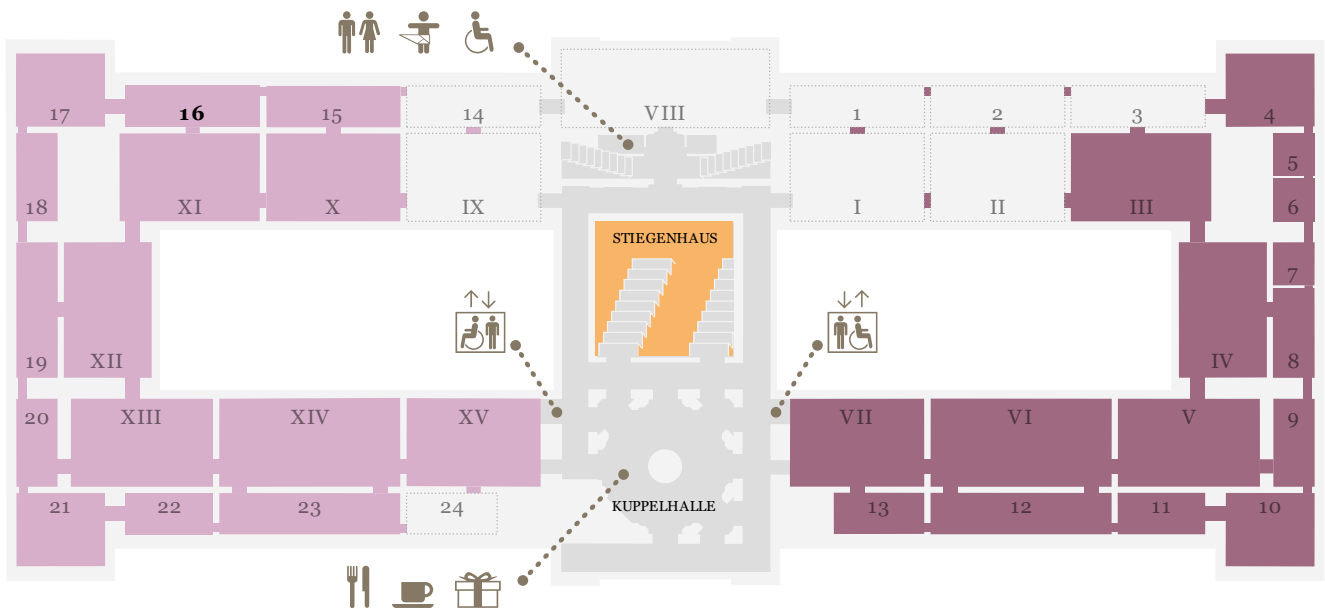 17
16
15
14
VIII
1
2
3
4
18
XI
X
IX
I
II
III
5
6
STIEGENHAUS
19
XII
IV
7
8
20
XIII
XIV
XV
VII
VI
V
9
21
22
23
24
KUPPELHALLE
13
12
11
10